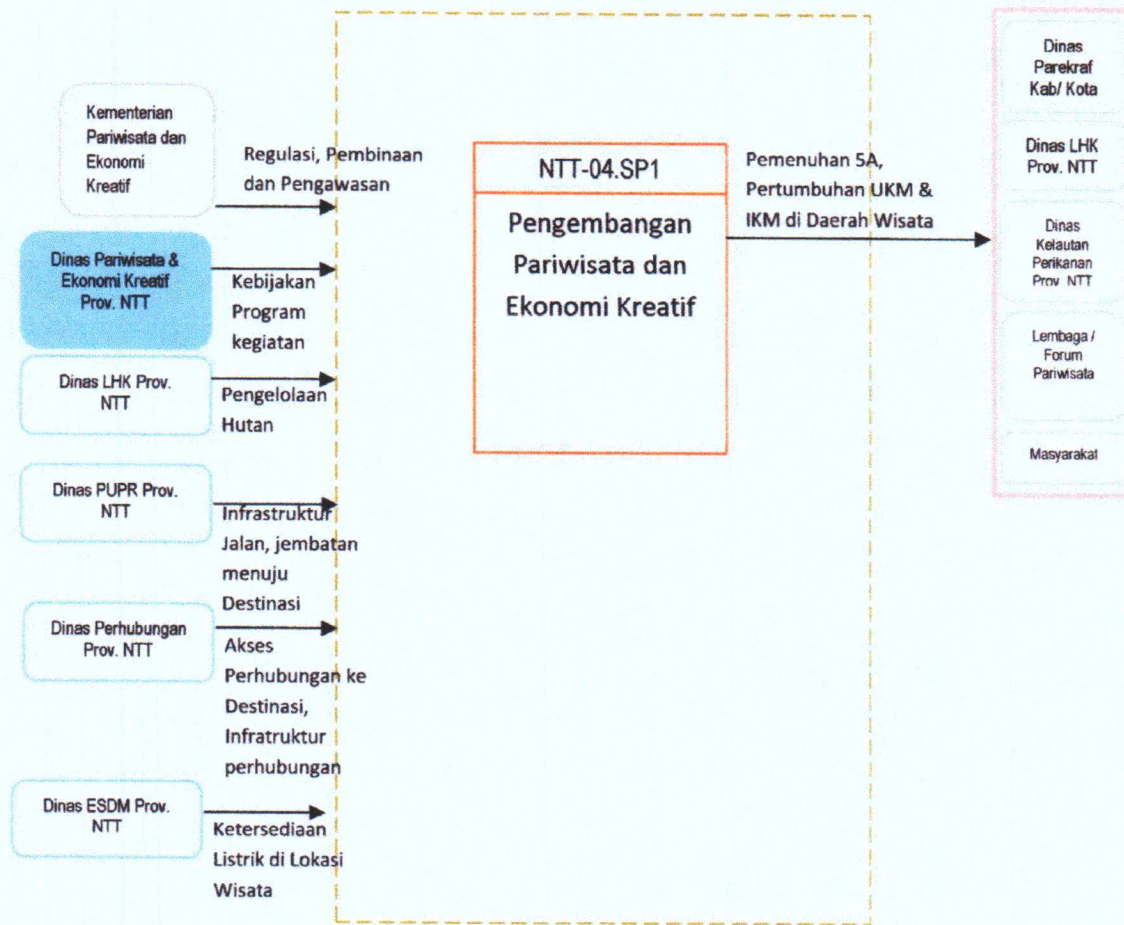 Kementerian
Pariwisata dan
Ekonomi
Kreatif
Regulasi, Pembinaan
dan Pengawasan
Dinas Pariwisata &
Ekonomi Kreatif
Prov. NTT
Kebijakan
Program
kegiatan
Dinas LHK Prov.
NTT
Pengelolaan
Hutan
Dinas PUPR Prov.
NTT
Infrastruktur
Jalan, jembatan
menuju
Destinasi
Dinas Perhubungan
Prov. NTT
Akses
Perhubungan ke
Destinasi,
Infratruktur
perhubungan
Dinas ESDM Prov.
NTT
Ketersediaan
Listrik di Lokasi
Wisata
NTT-04.SP1
Pengembangan
Pariwisata dan
Ekonomi Kreatif
Pemenuhan 5A,
Pertumbuhan UKM &
IKM di Daerah Wisata
Dinas
Parekraf
Kab/ Kota
Dinas LHK
Prov. NTT
Dinas
Kelautan
Perikanan
Prov. NTT
Lembaga /
Forum
Pariwisata
Masyarakat